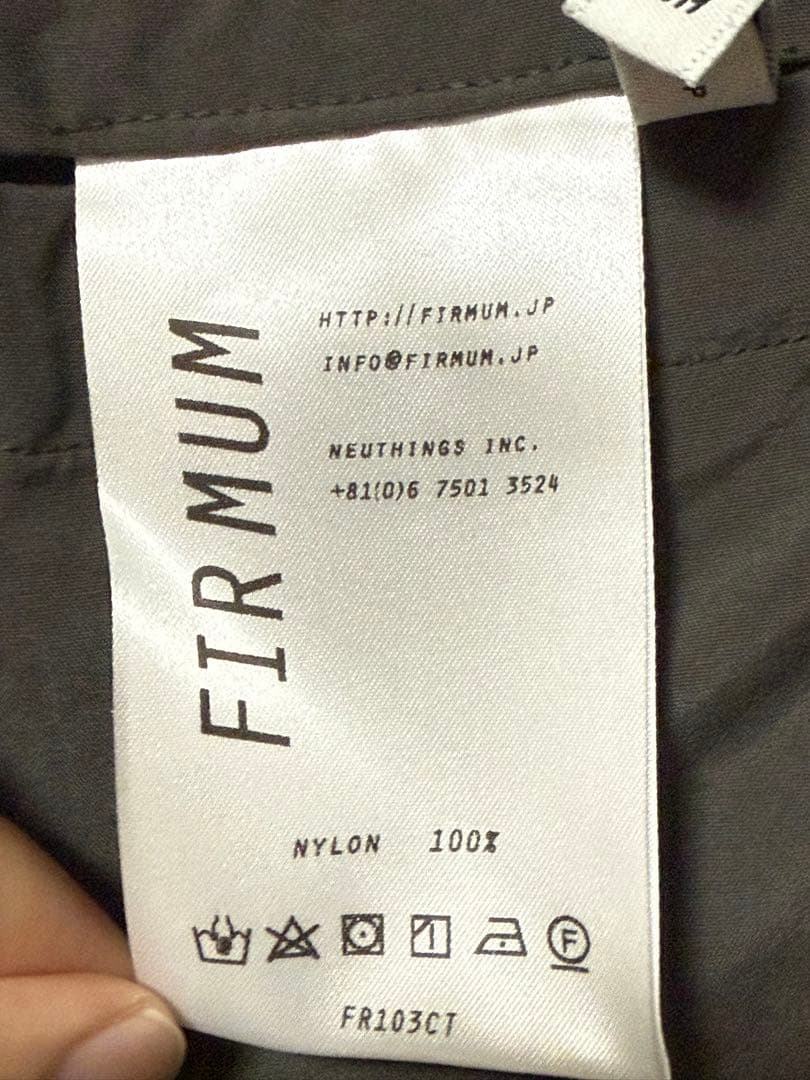 FIRMUM
HTTP://FIRMUM.JP
INFO@FIRMUM.JP
NEUTHINGS INC.
+81(0)6 7501 3524
NYLON 100%
F
FR103CT